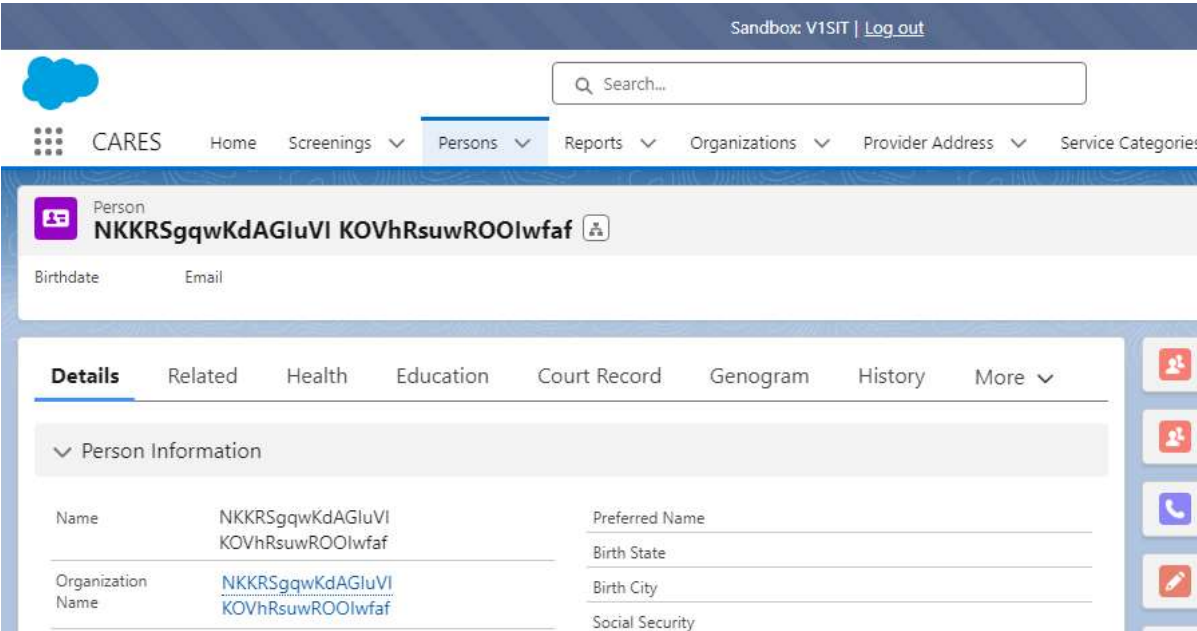 Sandbox: V1SIT | Log out
Search...
CARES Home Screenings Persons Reports Organizations Provider Address Service Categories
Person
NKKRSgqwKdAGIuVI KOVhRsuwROOIwfaf
Birthdate Email
Details Related Health Education Court Record Genogram History More
Person Information
Name NKKRSgqwKdAGIuVI Preferred Name
KOVhRsuwROOIwfaf
Birth State
Organization NKKRSgqwKdAGIuVI Birth City
Name KOVhRsuwROOIwfaf
Social Security